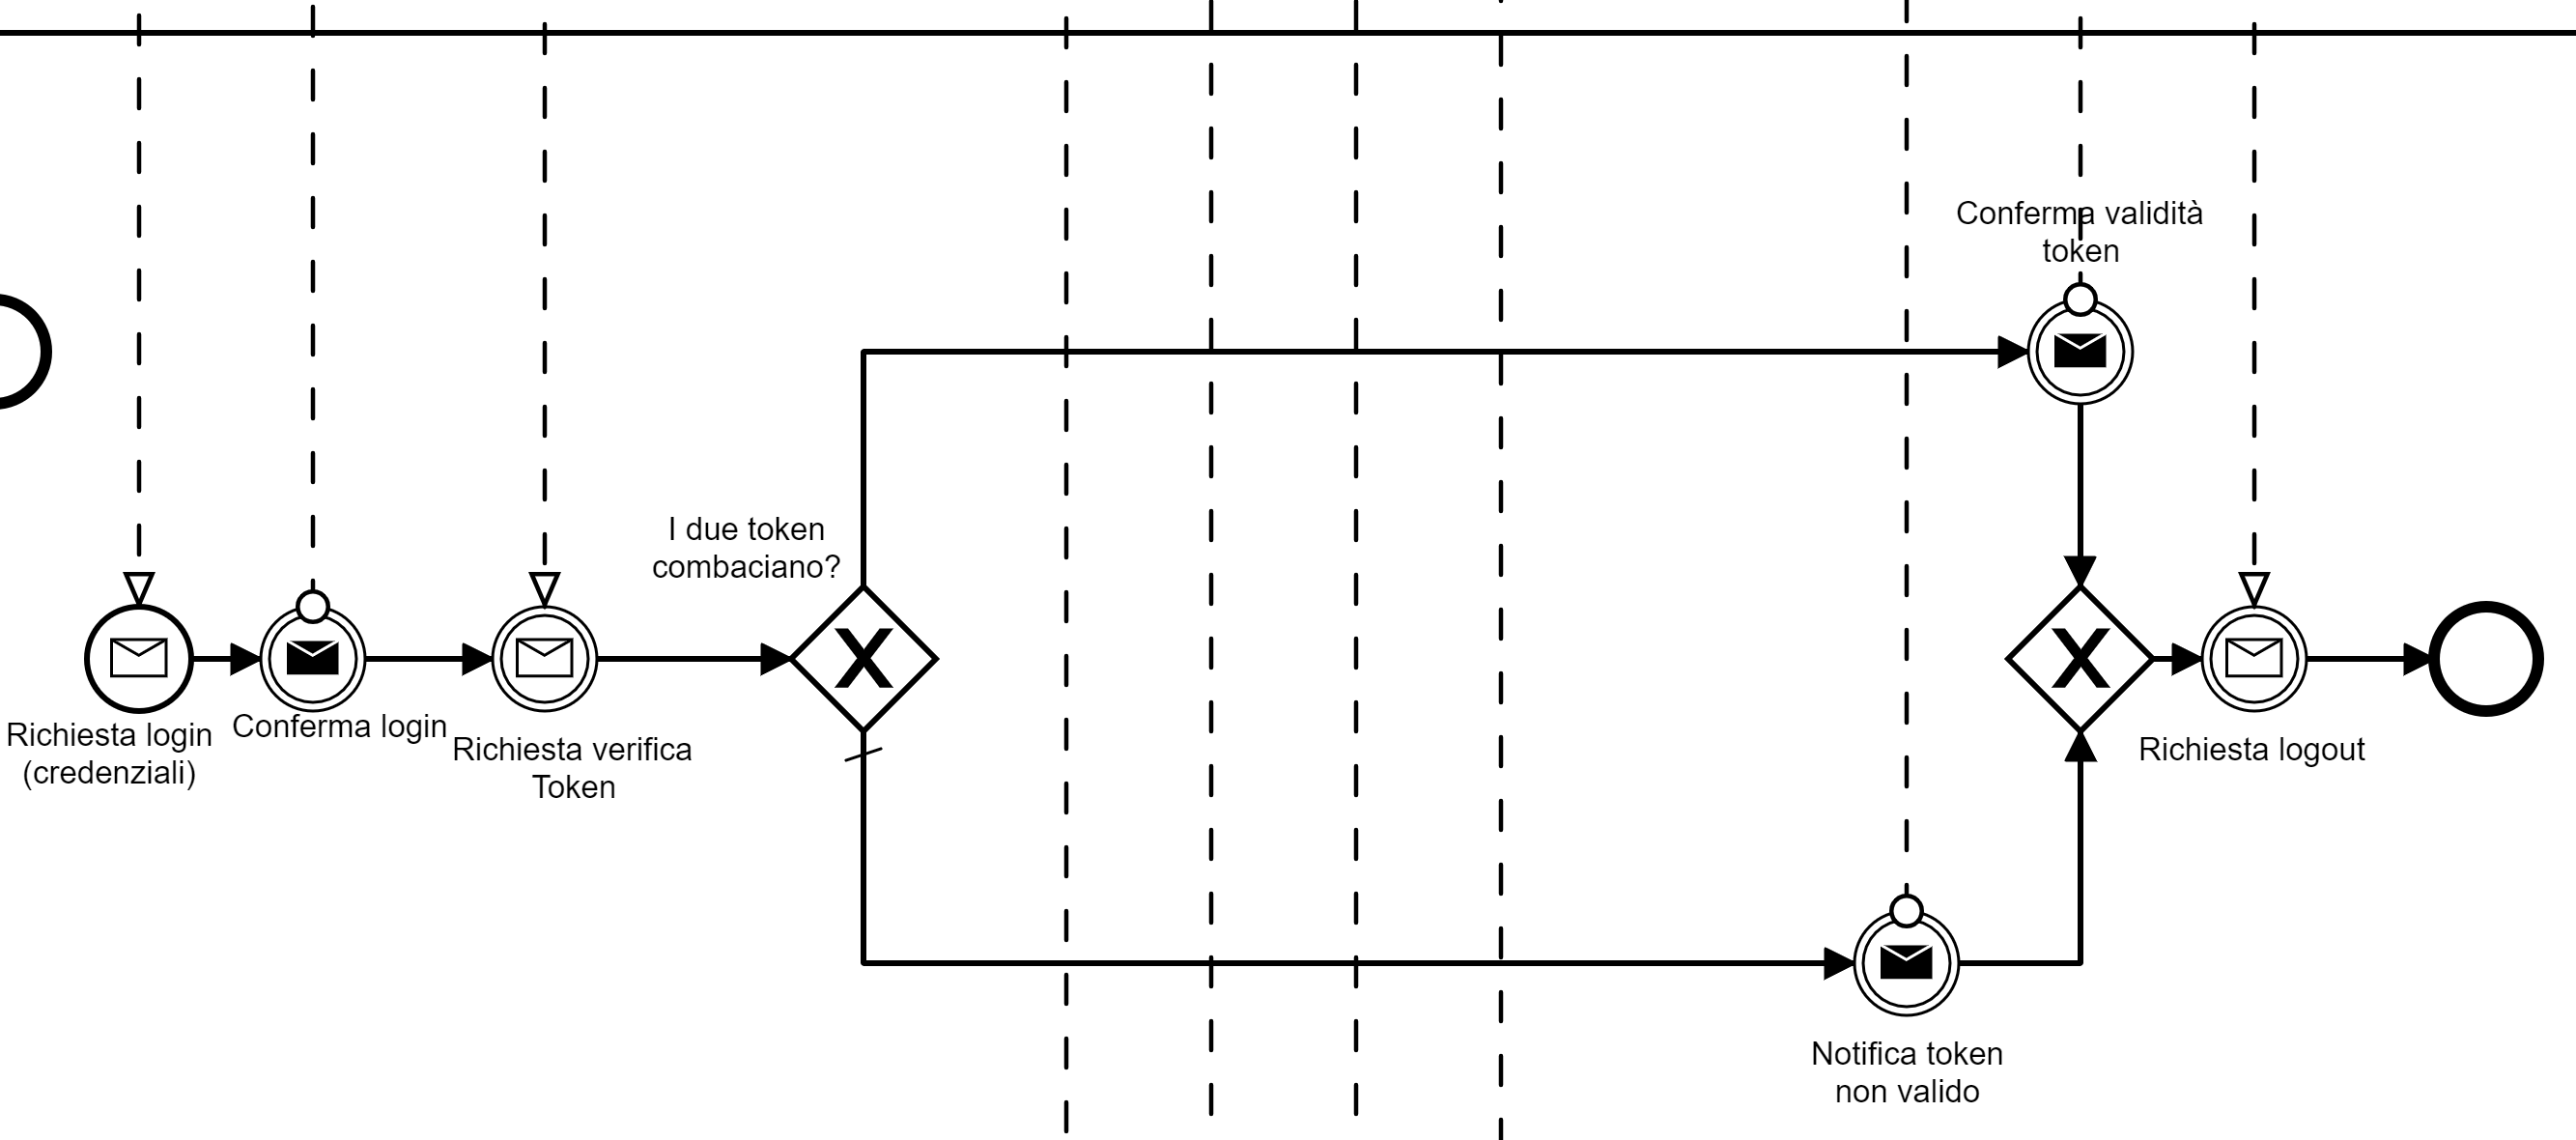 Conferma validità
token
I due token
combaciano?
Richiesta login
(credenziali)
Conferma login
Richiesta verifica
Token
Richiesta logout
Notifica token
non valido